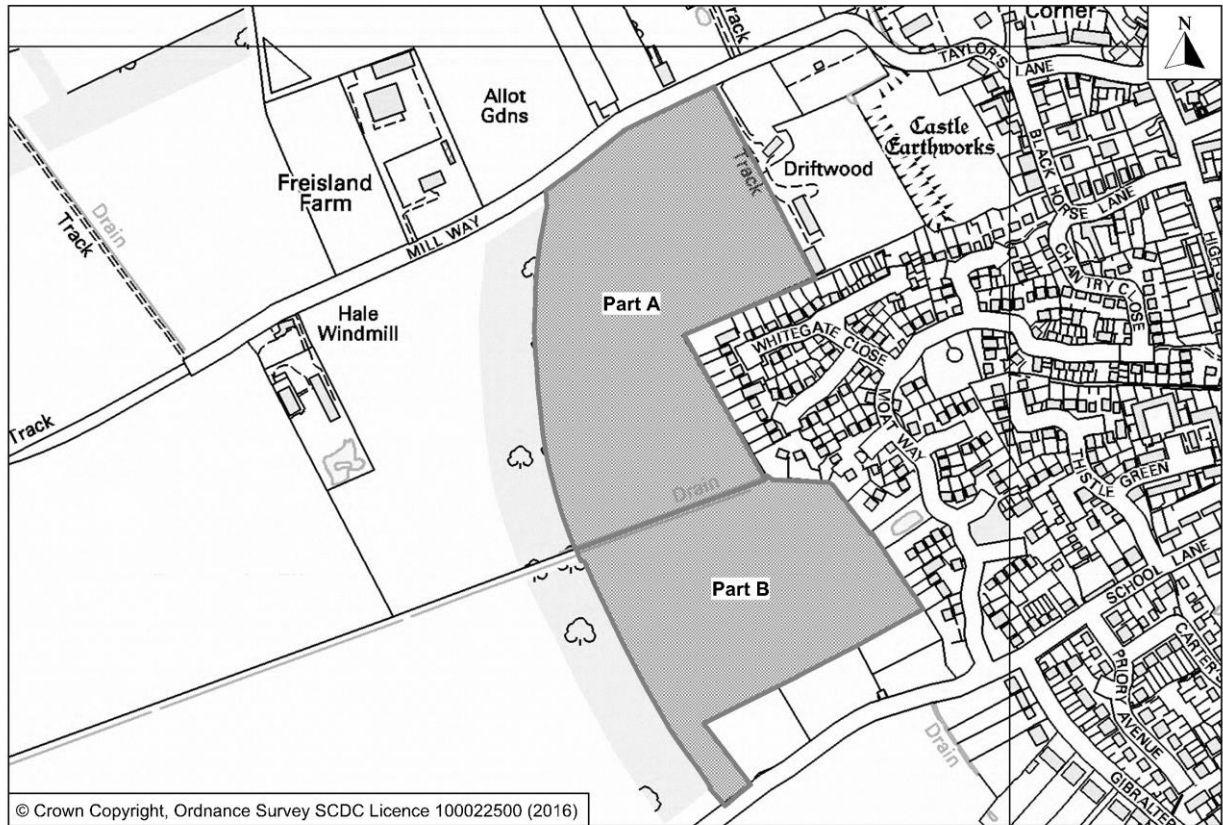 Corner
N
Track
TAYLOR'S
LANE
Allot
Gdns
Castle
Earthworks
BLACK HORSE LANE
Track
Driftwood
Freisland
Farm
Drain
Track
MILL WAY
CHANTRY CLOSE
HIGH
Part A
Hale
Windmill
WHITEGATE CLOSE
MOAT WAY
Track
THISTLE GREEN
Drain
SCHOOL LANE
Part B
CARTER'S
PRIORY
AVENUE
Drain
GIBRALTER
© Crown Copyright, Ordnance Survey SCDC Licence 100022500 (2016)